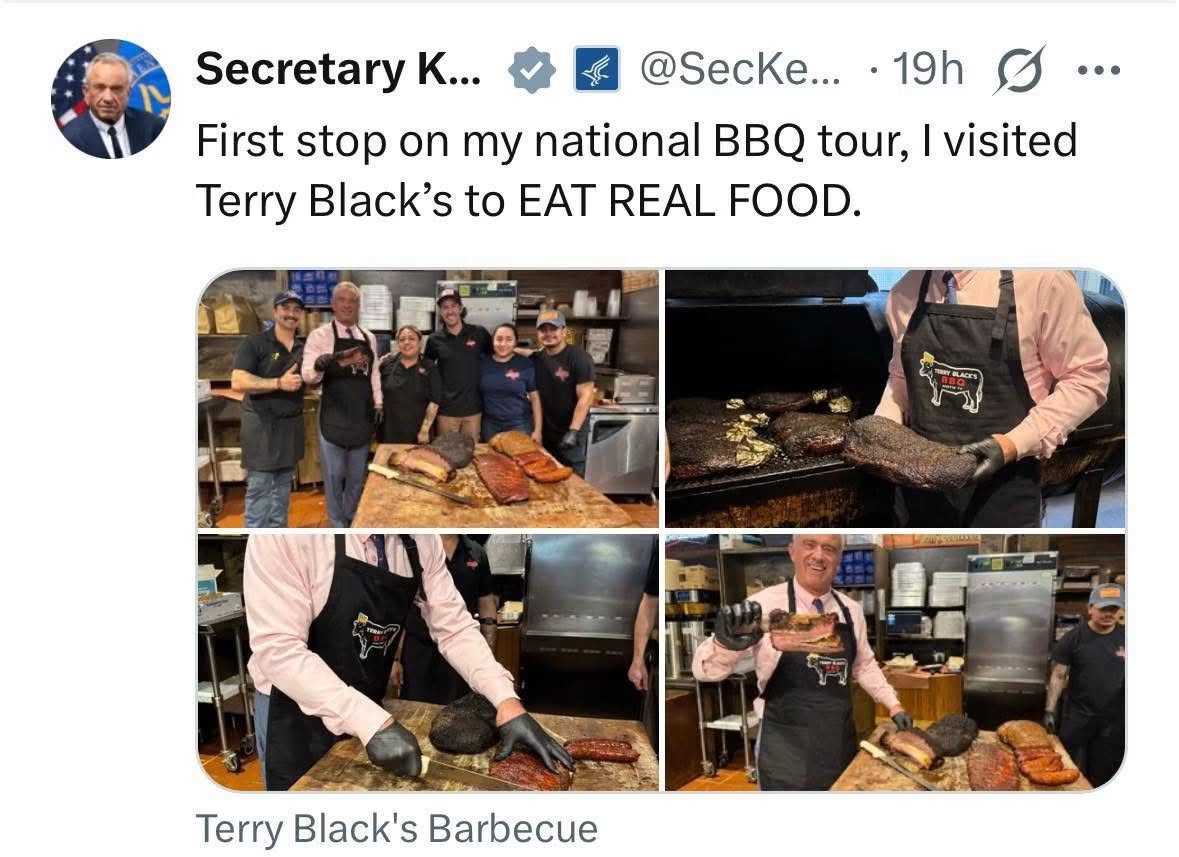 Secretary K... @SecKe... · 19h
First stop on my national BBQ tour, I visited
Terry Black’s to EAT REAL FOOD.
TERRY BLACK'S
BBQ
Terry Black's Barbecue